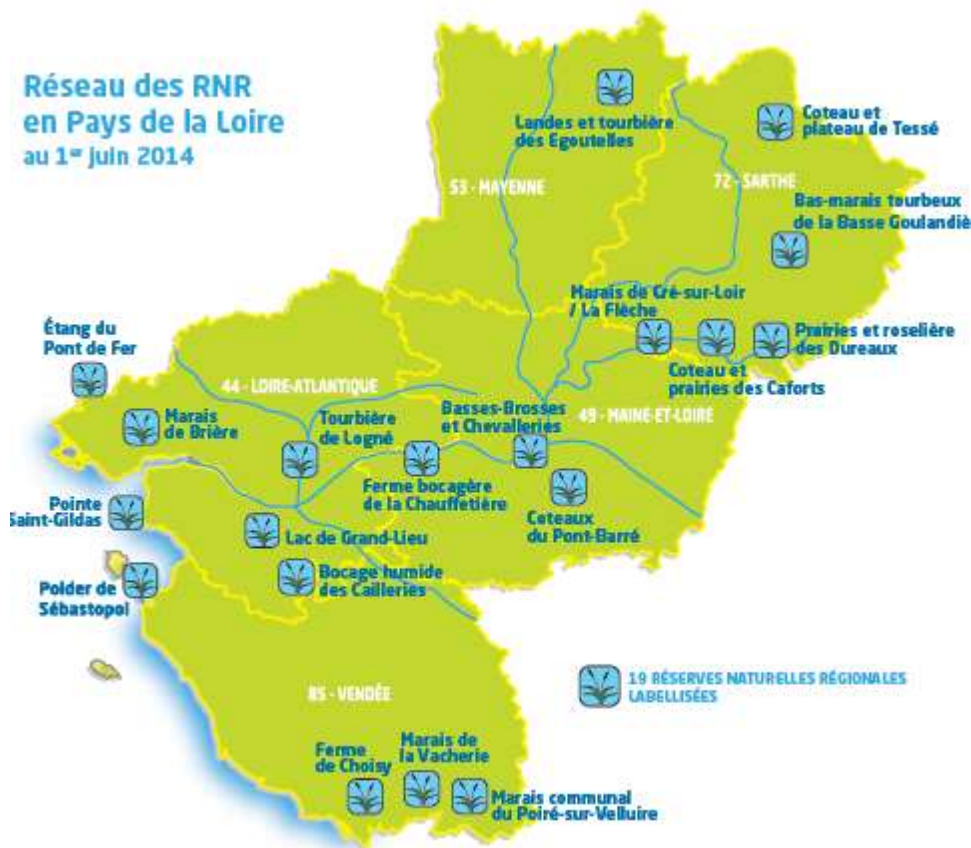 Réseau des RNR
en Pays de la Loire
au 1er juin 2014
Landes et tourbière
des Egoutelles
Coteau et
plateau de Tessé
53 - MAYENNE
72 - SARTHE
Bas-marais tourbeux
de la Basse Goulandiè
Marais de Cré-sur-Loir
/ La Flèche
Prairies et roselière
des Dureaux
Coteau et
prairies des Caforts
Étang du
Pont de Fer
44 - LOIRE-ATLANTIQUE
49 - MAINE-ET-LOIRE
Marais
de Brière
Tourbière
de Logné
Basses-Brosses
et Chevalleries
Ferme bocagère
de la Chauffetière
Coteaux
du Pont-Barré
Pointe
Saint-Gildas
Lac de Grand-Lieu
Bocage humide
des Cailleries
Polder de
Sébastopol
19 RÉSERVES NATURELLES RÉGIONALES
LABELLISÉES
85 - VENDÉE
Ferme
de Choisy
Marais de
la Vacherie
Marais communal
du Poiré-sur-Velluire